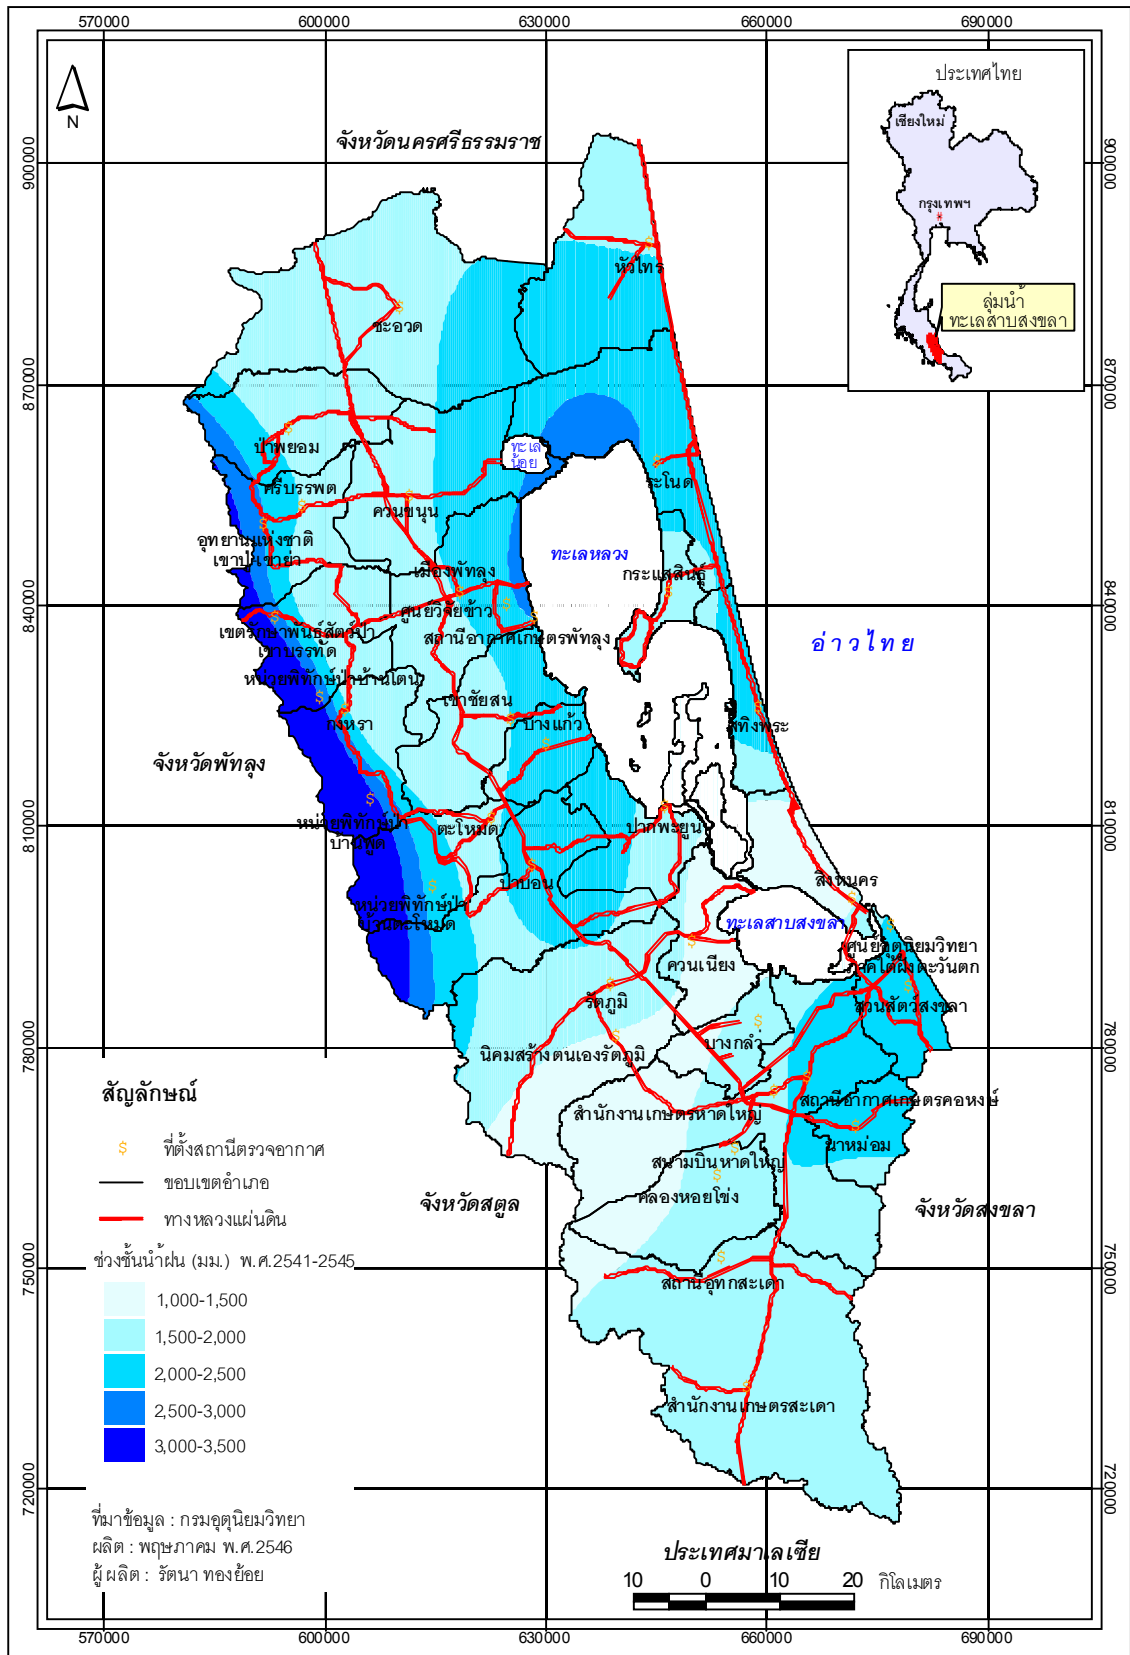 570000 600000 630000 660000 690000
ประเทศไทย
เชียงใหม่
กรุงเทพฯ
ลุ่มน้ำ
ทะเลสาบสงขลา
N
จังหวัดนครศรีธรรมราช
900000 900000
หัวไทร
ชะอวด
870000 870000
ป่าพยอม
ทะเล
น้อย
ศรีบรรพต
ระโนด
ควนขนุน
อุทยานแห่งชาติ
เขาปู่-เขาย่า
ทะเลหลวง
เมืองพัทลุง
กระแสสินธุ์
840000 840000
ศูนย์วิจัยข้าว
เขตรักษาพันธุ์สัตว์ป่า
เขาบรรทัด
สถานีอากาศเกษตรพัทลุง
อ่าวไทย
หน่วยพิทักษ์ป่าบ้านโตน
เขาชัยสน
กงหรา
บางแก้ว
สทิงพระ
จังหวัดพัทลุง
810000 810000
หน่วยพิทักษ์ป่า
บ้านพูด
ตะโหมด
ปากพะยูน
ป่าบอน
สิงหนคร
หน่วยพิทักษ์ป่า
บ้านตะโหมด
ทะเลสาบสงขลา
ศูนย์อุตุนิยมวิทยา
ภาคใต้ฝั่งตะวันตก
ควนเนียง
รัตภูมิ
สวนสัตว์สงขลา
780000 780000
บางกล่ำ
นิคมสร้างตนเองรัตภูมิ
สัญลักษณ์
สำนักงานเกษตรหาดใหญ่
สถานีอากาศเกษตรคอหงษ์
ที่ตั้งสถานีตรวจอากาศ
นาหม่อม
สนามบินหาดใหญ่
ขอบเขตอำเภอ
คลองหอยโข่ง
จังหวัดสตูล
จังหวัดสงขลา
ทางหลวงแผ่นดิน
ช่วงชั้นน้ำฝน (มม.) พ.ศ.2541-2545
750000 750000
สถานีอุทกสะเดา
1,000-1,500
1,500-2,000
2,000-2,500
2,500-3,000
3,000-3,500
สำนักงานเกษตรสะเดา
720000 720000
ที่มาข้อมูล : กรมอุตุนิยมวิทยา
ผลิต : พฤษภาคม พ.ศ.2546
ผู้ผลิต : รัตนา ทองย้อย
ประเทศมาเลเซีย
10 0 10 20 กิโลเมตร
570000 600000 630000 660000 690000